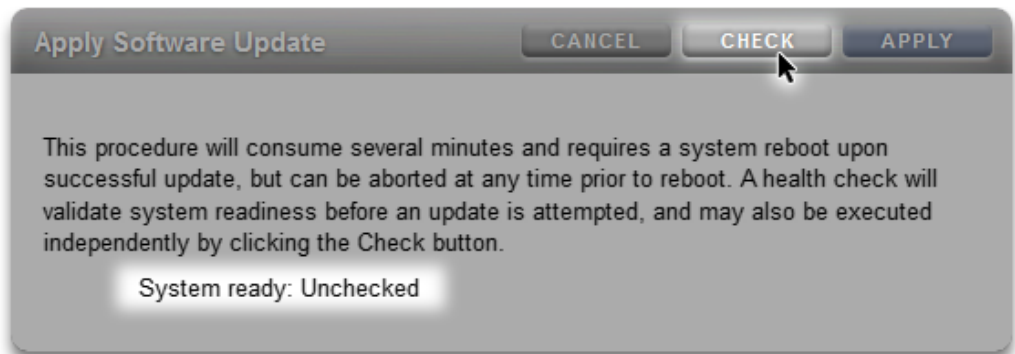 Apply Software Update CANCEL CHECK APPLY
This procedure will consume several minutes and requires a system reboot upon
successful update, but can be aborted at any time prior to reboot. A health check will
validate system readiness before an update is attempted, and may also be executed
independently by clicking the Check button.
System ready: Unchecked